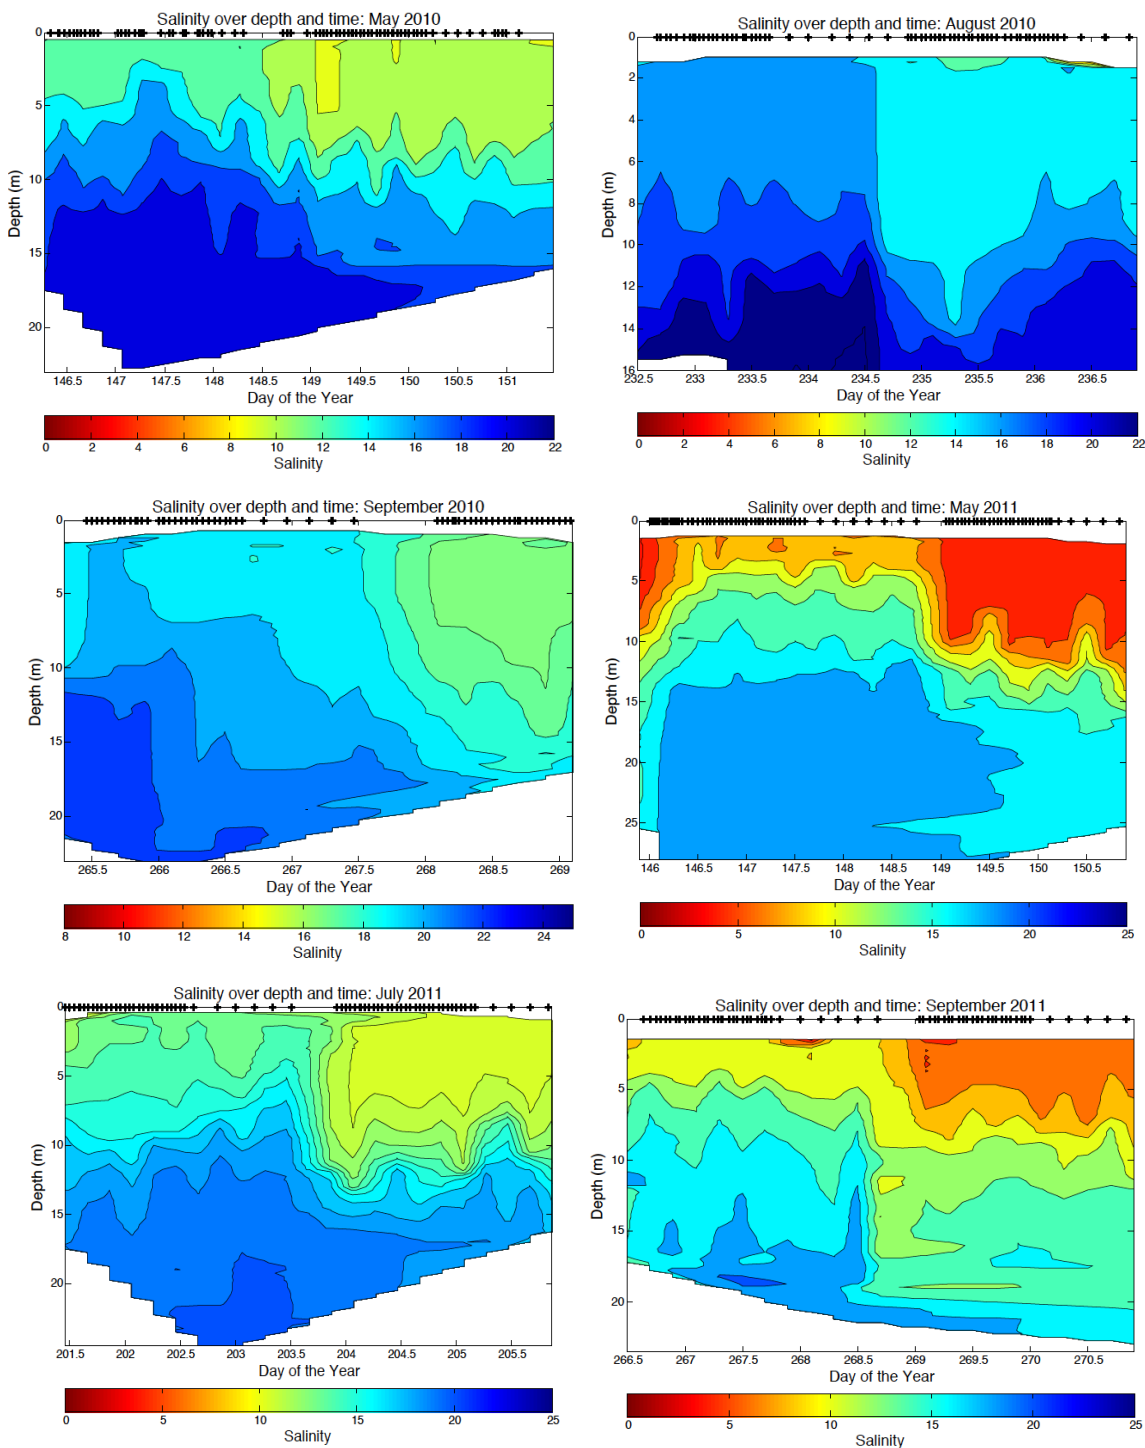 Salinity over depth and time: May 2010
0
5
10
15
20
Depth (m)
146.5 147 147.5 148 148.5 149 149.5 150 150.5 151
Day of the Year
0 2 4 6 8 10 12 14 16 18 20 22
Salinity
Salinity over depth and time: August 2010
0
2
4
6
8
10
12
14
16
Depth (m)
232.5 233 233.5 234 234.5 235 235.5 236 236.5
Day of the Year
0 2 4 6 8 10 12 14 16 18 20 22
Salinity
Salinity over depth and time: September 2010
0
5
10
15
20
Depth (m)
265.5 266 266.5 267 267.5 268 268.5 269
Day of the Year
8 10 12 14 16 18 20 22 24
Salinity
Salinity over depth and time: May 2011
0
5
10
15
20
25
Depth (m)
146 146.5 147 147.5 148 148.5 149 149.5 150 150.5
Day of the Year
0 5 10 15 20 25
Salinity
Salinity over depth and time: July 2011
0
5
10
15
20
Depth (m)
201.5 202 202.5 203 203.5 204 204.5 205 205.5
Day of the Year
0 5 10 15 20 25
Salinity
Salinity over depth and time: September 2011
0
5
10
15
20
Depth (m)
266.5 267 267.5 268 268.5 269 269.5 270 270.5
Day of the Year
0 5 10 15 20 25
Salinity